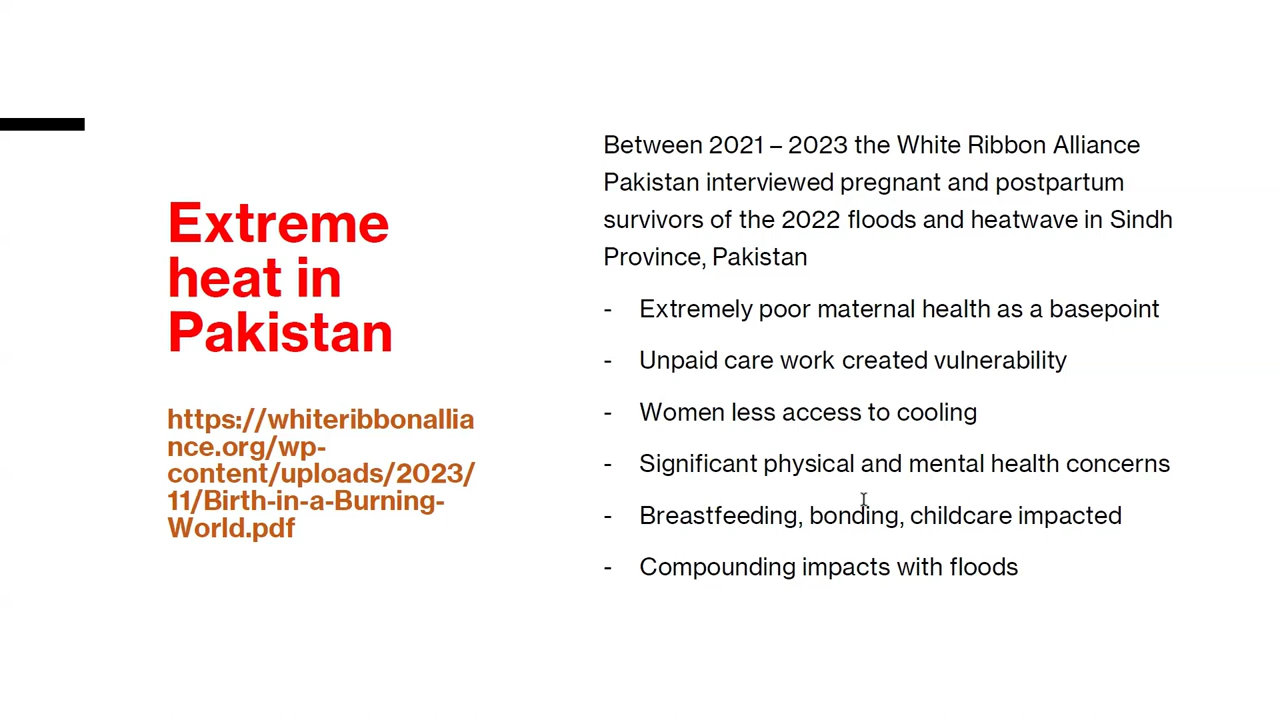 Extreme
heat in
Pakistan
https://whiteribbonallia
nce.org/wp-
content/uploads/2023/
11/Birth-in-a-Burning-
World.pdf
Between 2021 – 2023 the White Ribbon Alliance
Pakistan interviewed pregnant and postpartum
survivors of the 2022 floods and heatwave in Sindh
Province, Pakistan
- Extremely poor maternal health as a basepoint
- Unpaid care work created vulnerability
- Women less access to cooling
- Significant physical and mental health concerns
- Breastfeeding, bonding, childcare impacted
- Compounding impacts with floods